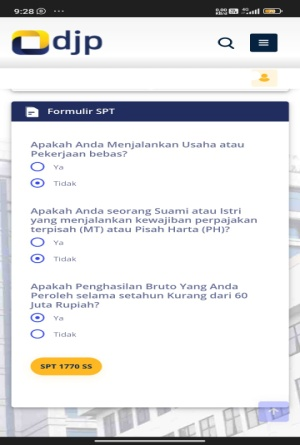 9:28
djp
Formulir SPT
Apakah Anda Menjalankan Usaha atau
Pekerjaan bebas?
Ya
Tidak
Apakah Anda seorang Suami atau Istri
yang menjalankan kewajiban perpajakan
terpisah (MT) atau Pisah Harta (PH)?
Ya
Tidak
Apakah Penghasilan Bruto Yang Anda
Peroleh selama setahun Kurang dari 60
Juta Rupiah?
Ya
Tidak
SPT 1770 SS